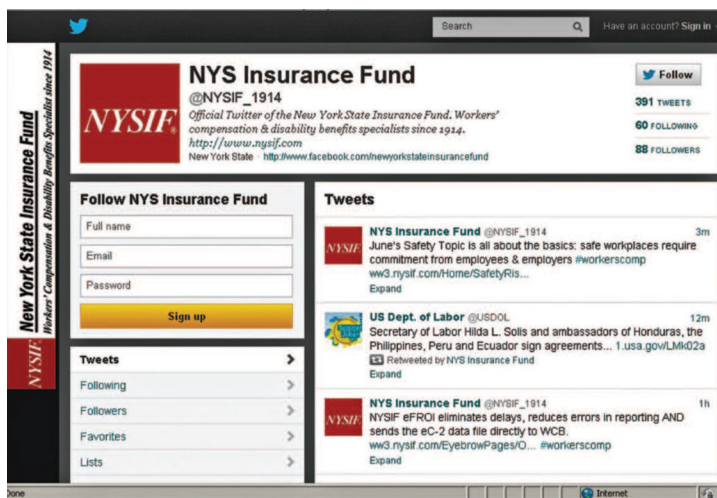 Search
Have an account? Sign in
New York State Insurance Fund
Workers' Compensation & Disability Benefits Specialist since 1914
NYSIF
NYSIF
NYS Insurance Fund
@NYSIF_1914
Official Twitter of the New York State Insurance Fund. Workers'
compensation & disability benefits specialists since 1914.
http://www.nysif.com
New York State · http://www.facebook.com/newyorkstateinsurancefund
Follow
391 TWEETS
60 FOLLOWING
88 FOLLOWERS
Follow NYS Insurance Fund
Full name
Email
Password
Sign up
Tweets
Following
Followers
Favorites
Lists
Tweets
NYSIF
NYS Insurance Fund @NYSIF_1914 3m
June's Safety Topic is all about the basics: safe workplaces require
commitment from employees & employers #workerscomp
ww3.nysif.com/Home/SafetyRis...
Expand
US Dept. of Labor @USDOL 12m
Secretary of Labor Hilda L. Solis and ambassadors of Honduras, the
Philippines, Peru and Ecuador sign agreements... 1.usa.gov/LMk02a
Retweeted by NYS Insurance Fund
Expand
NYSIF
NYS Insurance Fund @NYSIF_1914 1h
NYSIF eFROI eliminates delays, reduces errors in reporting AND
sends the eC-2 data file directly to WCB.
ww3.nysif.com/EyebrowPages/O... #workerscomp
Expand
Done
Internet